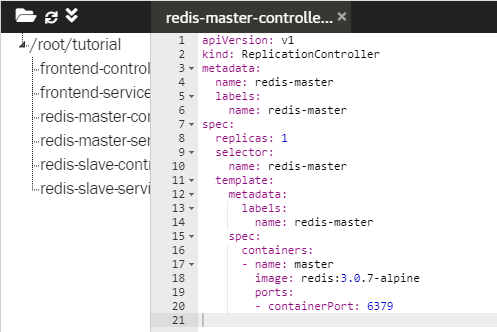 redis-master-controlle... ×
/root/tutorial
frontend-control
frontend-service
redis-master-con
redis-master-ser
redis-slave-contr
redis-slave-servi
1 apiVersion: v1
2 kind: ReplicationController
3 metadata:
4   name: redis-master
5   labels:
6     name: redis-master
7 spec:
8   replicas: 1
9   selector:
10     name: redis-master
11   template:
12     metadata:
13       labels:
14         name: redis-master
15     spec:
16       containers:
17       - name: master
18         image: redis:3.0.7-alpine
19         ports:
20         - containerPort: 6379
21